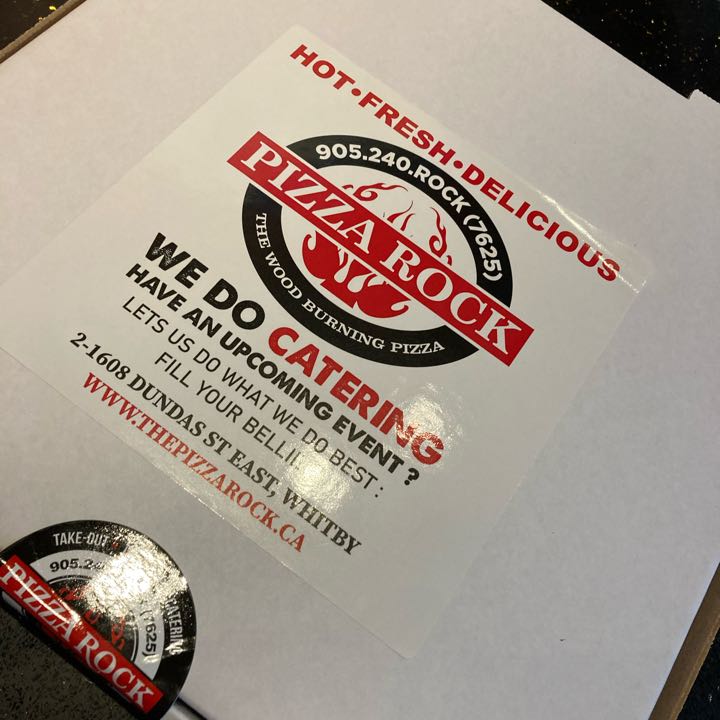 HOT•FRESH•DELICIOUS
905.240.ROCK (7625)
PIZZA ROCK
THE WOOD BURNING PIZZA
WE DO CATERING
HAVE AN UPCOMING EVENT ?
LETS US DO WHAT WE DO BEST :
FILL YOUR
2-1608 DUNDAS ST EAST, WHITBY
WWW.THEPIZZAROCK.CA
TAKE-OUT
CATERING
(7625)
PIZZA ROCK